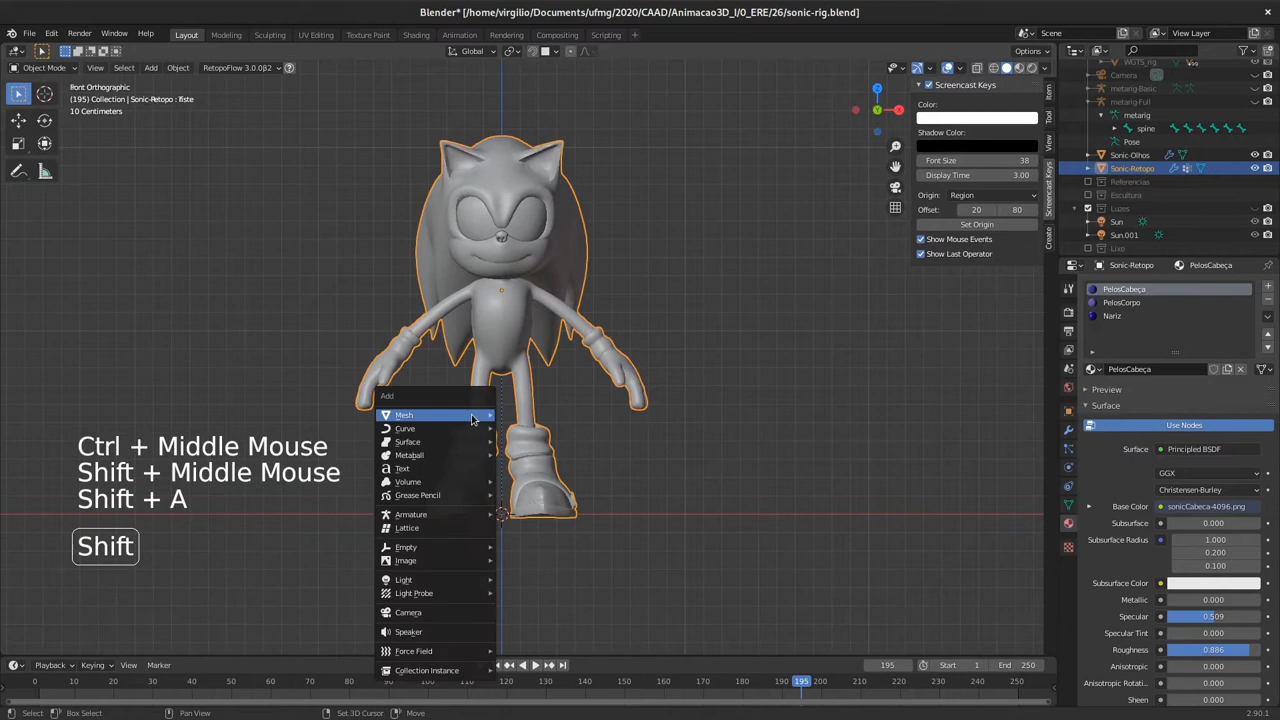 Blender* [/home/virgilio/Documents/ufmg/2020/CAAD/Animacao3D_I/0_ERE/26/sonic-rig.blend]
File Edit Render Window Help Layout Modeling Sculpting UV Editing Texture Paint Shading Animation Rendering Compositing Scripting + Scene View Layer
Global Options
Object Mode View Select Add Object RetopoFlow 3.0.0β2
Front Orthographic
(195) Collection | Sonic-Retopo :
10 Centimeters
Z
Y
X
Screencast Keys
Color:
Shadow Color:
Font Size 38
Display Time 3.00
Origin: Region
Offset: 20 80
Set Origin
Show Mouse Events
Show Last Operator
Item
Tool
View
Screencast Keys
Create
WGTS_rig
Camera
metarig-Basic
metarig-Full
metarig
spine
Pose
Sonic-Olhos
Sonic-Retopo
Referencias
Escultura
Luzes
Sun
Sun.001
Lixo
Sonic-Retopo PelosCabeça
PelosCabeça
PelosCorpo
Nariz
PelosCabeça
Preview
Surface
Use Nodes
Surface Principled BSDF
GGX
Christensen-Burley
Base Color sonicCabeca-4096.png
Subsurface 0.000
Subsurface Radius 1.000
0.200
0.100
Subsurface Color
Metallic 0.000
Specular 0.509
Specular Tint 0.000
Roughness 0.886
Anisotropic 0.000
Anisotropic Rotati... 0.000
Sheen 0.000
Add
Mesh
Curve
Surface
Metaball
Text
Volume
Grease Pencil
Armature
Lattice
Empty
Image
Light
Light Probe
Camera
Speaker
Force Field
Collection Instance
Ctrl + Middle Mouse
Shift + Middle Mouse
Shift + A
Shift
Playback Keying View Marker 195 Start 1 End 250
0 10 20 30 40 50 60 70 80 90 100 110 120 130 140 150 160 170 180 195 200 210 220 230 240 250
Select Box Select Pan View Set 3D Cursor Move 2.90.1